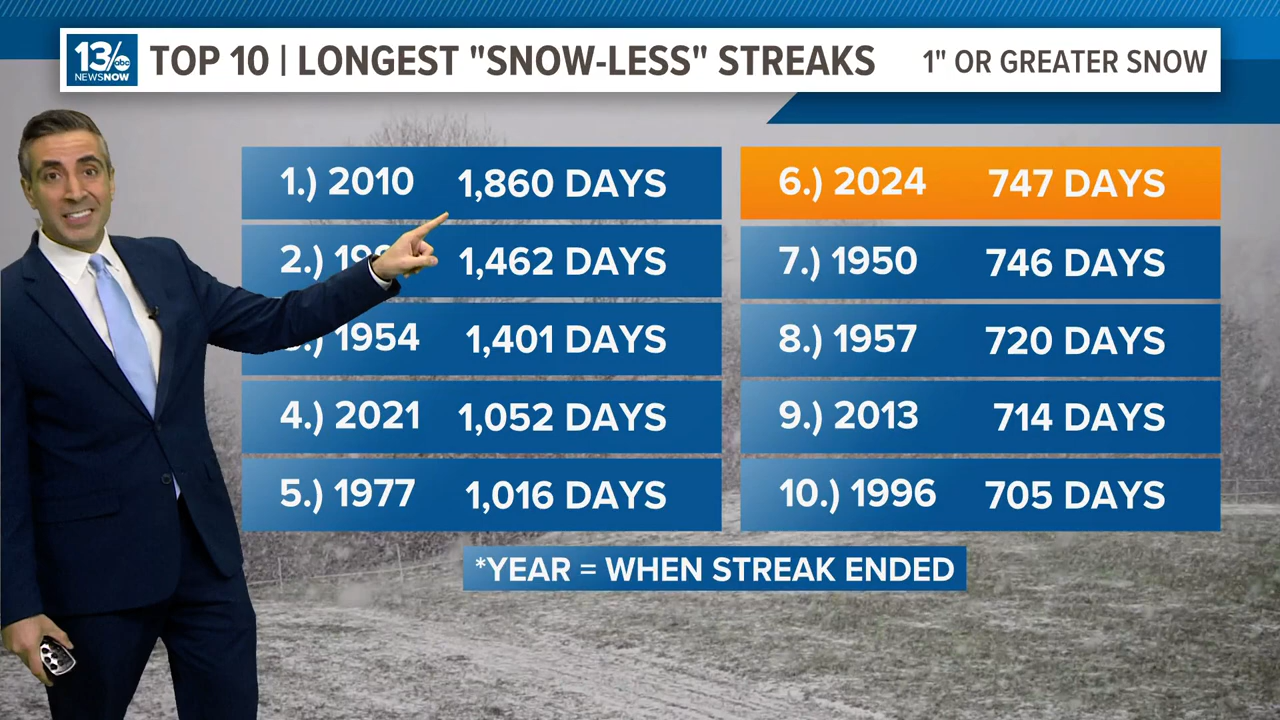 13 abc
NEWS NOW
TOP 10 | LONGEST "SNOW-LESS" STREAKS
1" OR GREATER SNOW
1.) 2010 1,860 DAYS
2.) 1,462 DAYS
1954 1,401 DAYS
4.) 2021 1,052 DAYS
5.) 1977 1,016 DAYS
6.) 2024 747 DAYS
7.) 1950 746 DAYS
8.) 1957 720 DAYS
9.) 2013 714 DAYS
10.) 1996 705 DAYS
*YEAR = WHEN STREAK ENDED